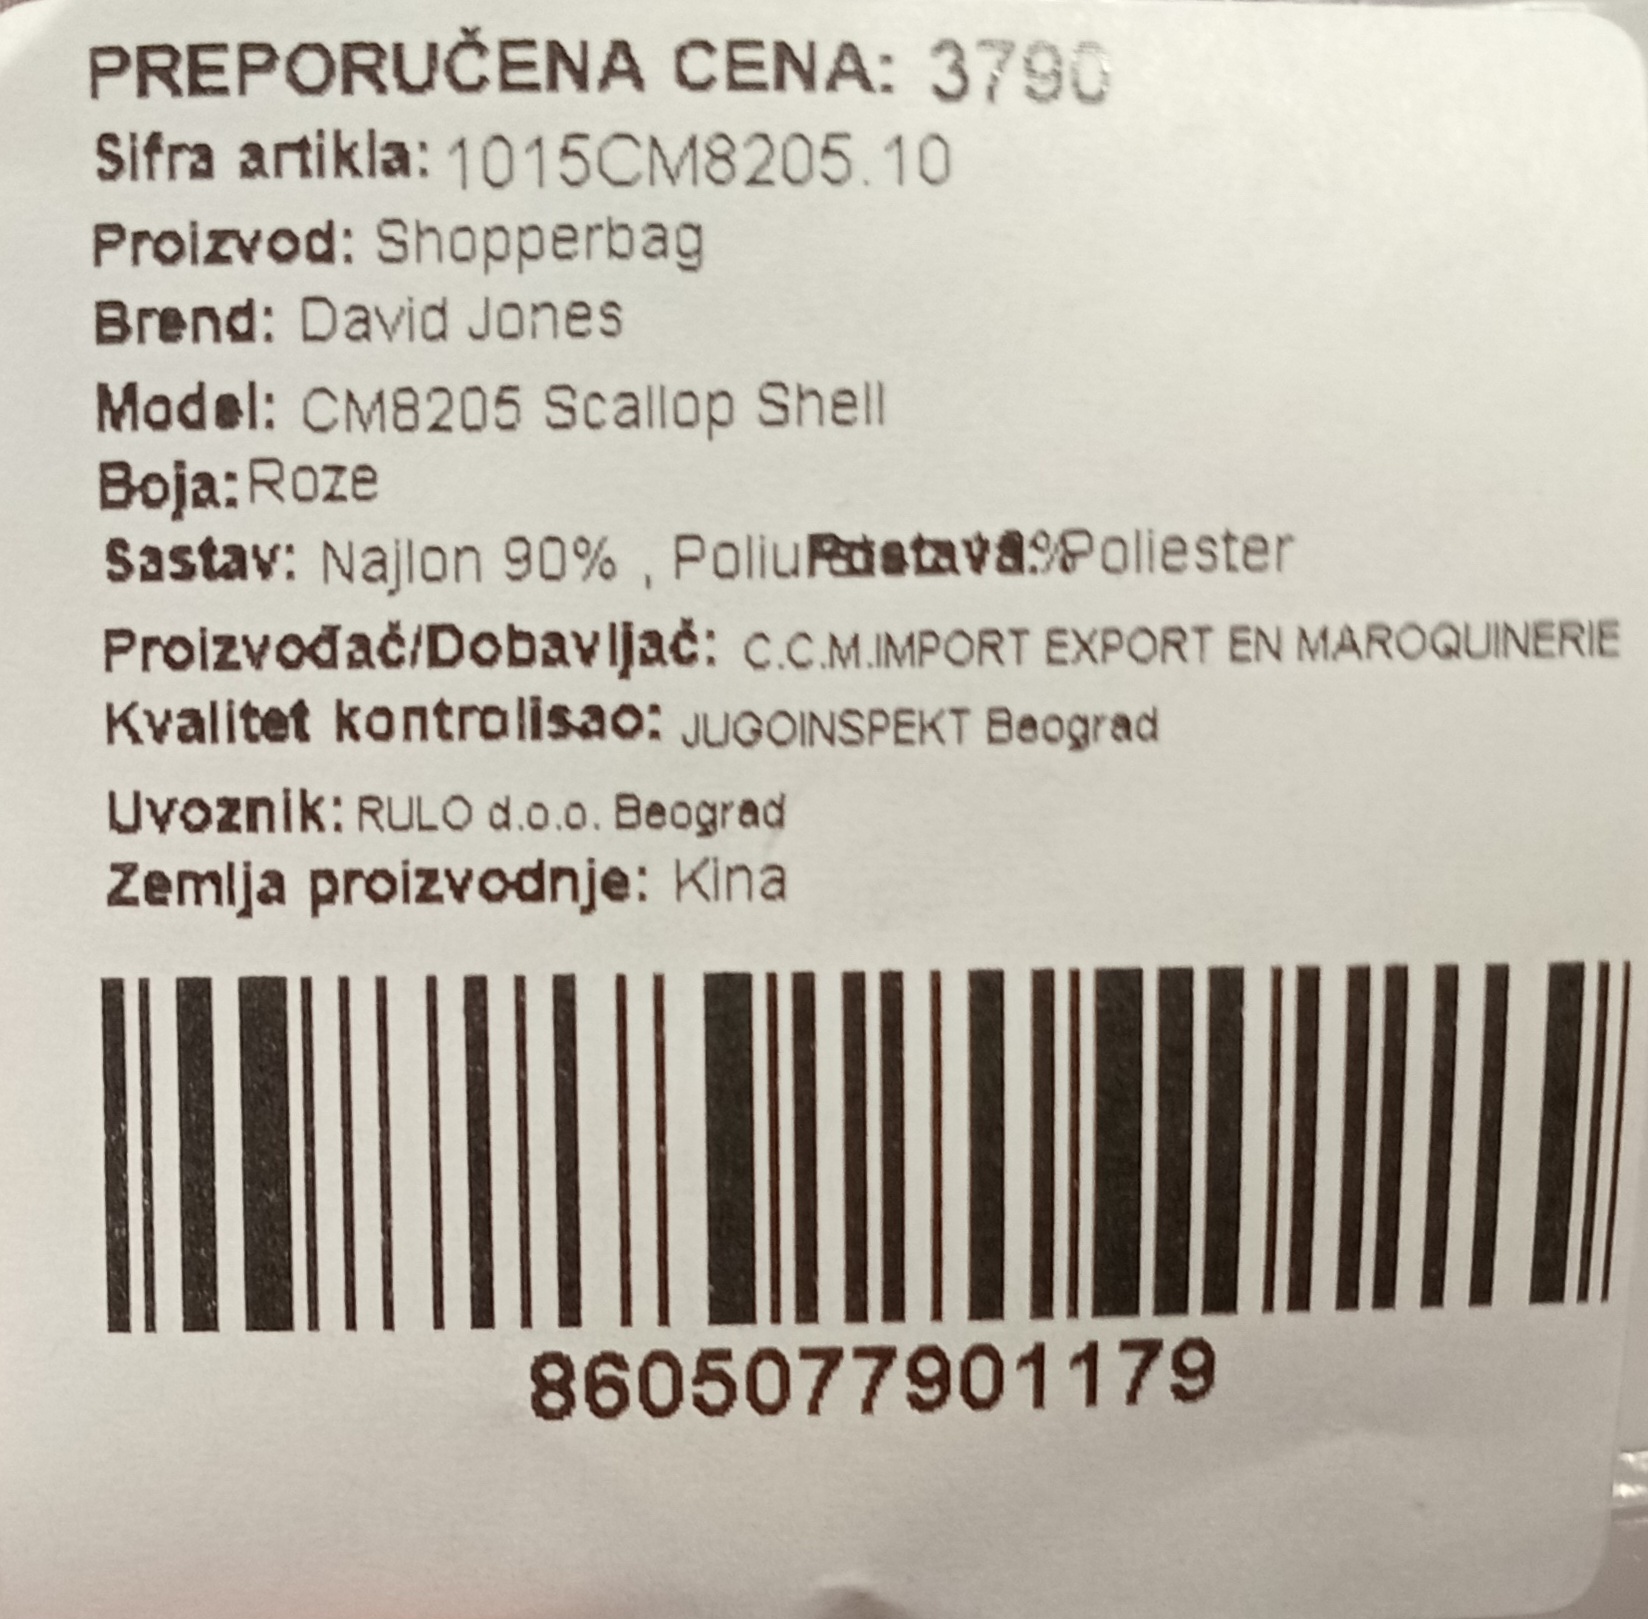 PREPORUČENA CENA: 3790
Sifra artikla: 1015CM8205.10
Proizvod: Shopperbag
Brend: David Jones
Model: CM8205 Scallop Shell
Boja: Roze
Sastav: Najlon 90% , Postava: Poliester
Proizvođač/Dobavljač: C.C.M.IMPORT EXPORT EN MAROQUINERIE
Kvalitet kontrolisao: JUGOINSPEKT Beograd
Uvoznik: RULO d.o.o. Beograd
Zemlja proizvodnje: Kina
8605077901179